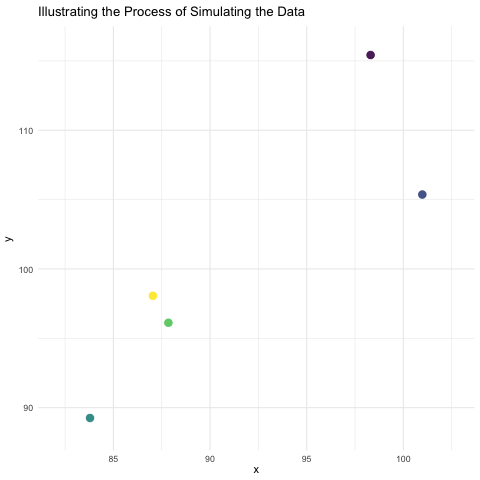 Illustrating the Process of Simulating the Data
110
100
90
y
85 90 95 100
x